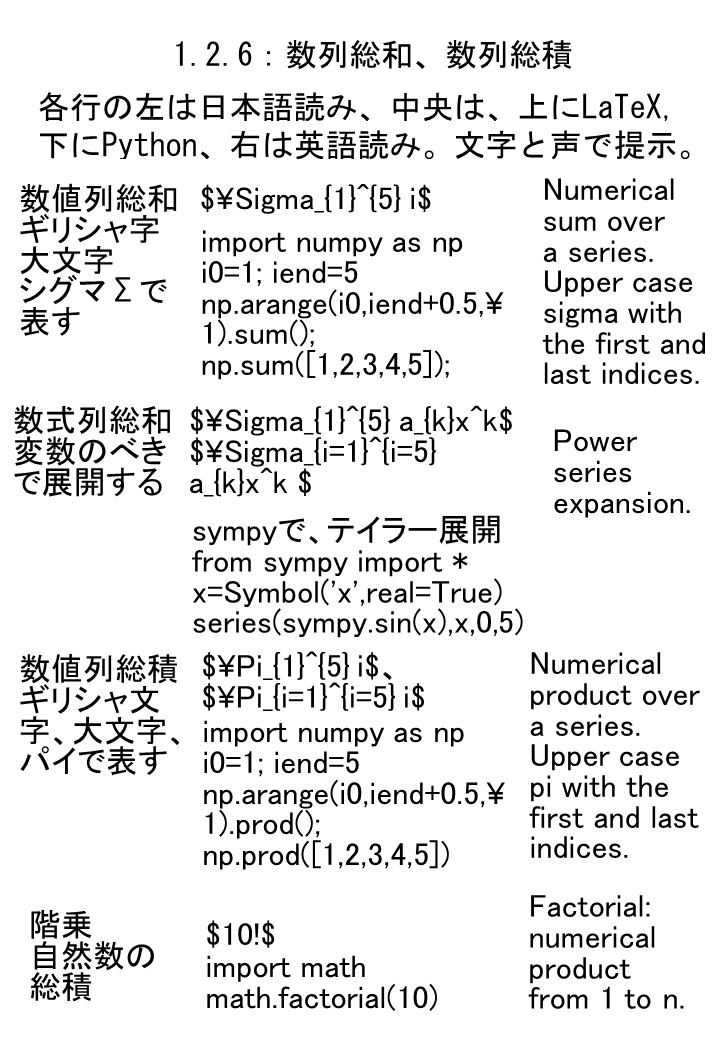 1.2.6：数列総和、数列総積
各行の左は日本語読み、中央は、上にLaTeX,
下にPython、右は英語読み。文字と声で提示。
数値列総和
ギリシャ字
大文字
シグマΣで
表す
$¥Sigma_{1}^{5} i$
import numpy as np
i0=1; iend=5
np.arange(i0,iend+0.5,¥
1).sum();
np.sum([1,2,3,4,5]);
Numerical
sum over
a series.
Upper case
sigma with
the first and
last indices.
数式列総和
変数のべき
で展開する
$¥Sigma_{1}^{5} a_{k}x^k$
$¥Sigma_{i=1}^{i=5}
a_{k}x^k $
sympyで、テイラー展開
from sympy import *
x=Symbol('x',real=True)
series(sympy.sin(x),x,0,5)
Power
series
expansion.
数値列総積
ギリシャ文
字、大文字、
パイで表す
$¥Pi_{1}^{5} i$、
$¥Pi_{i=1}^{i=5} i$
import numpy as np
i0=1; iend=5
np.arange(i0,iend+0.5,¥
1).prod();
np.prod([1,2,3,4,5])
Numerical
product over
a series.
Upper case
pi with the
first and last
indices.
階乗
自然数の
総積
$10!$
import math
math.factorial(10)
Factorial:
numerical
product
from 1 to n.